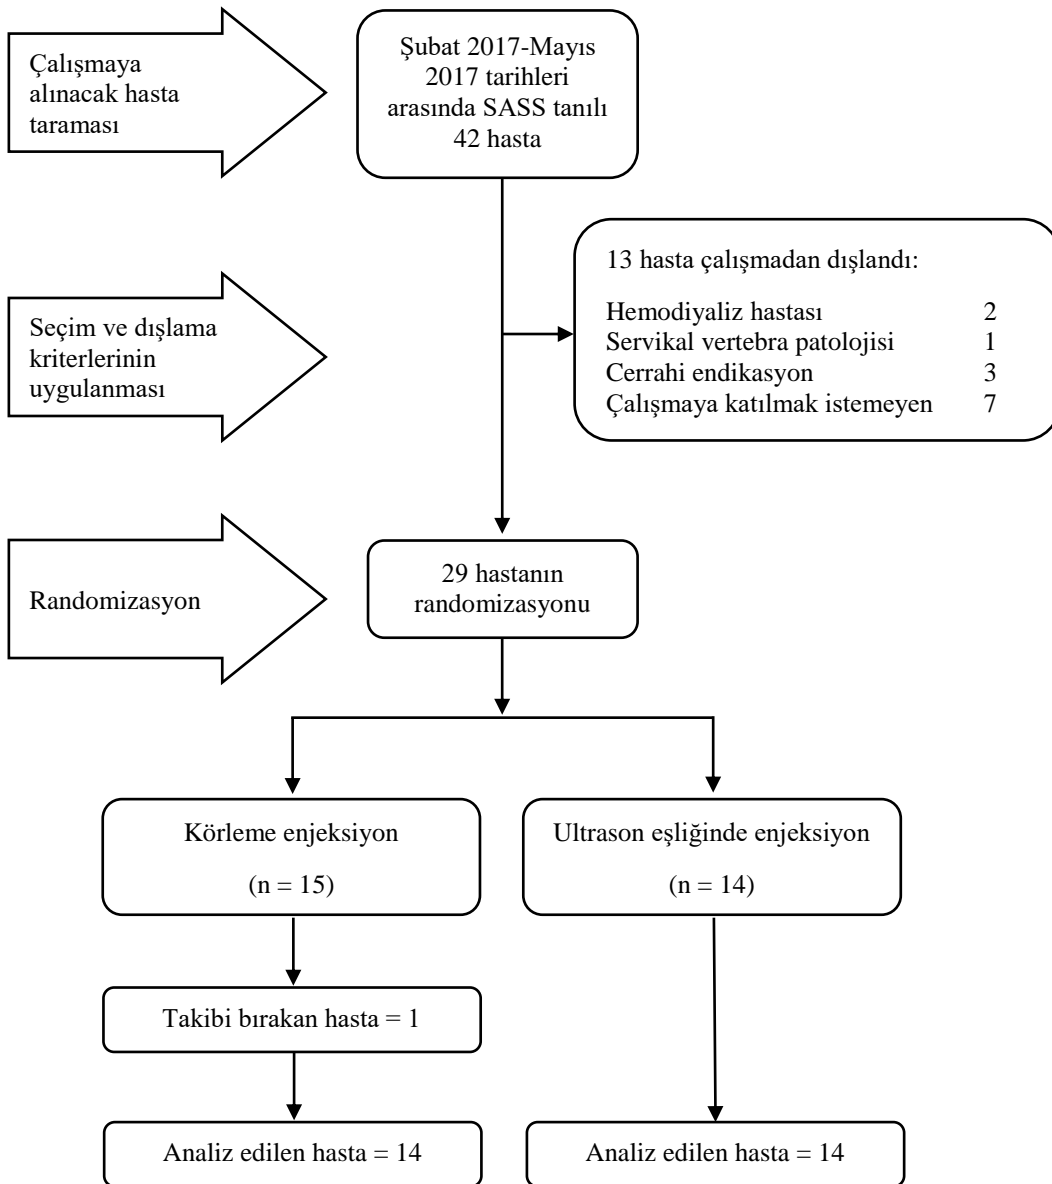 Çalışmaya
alınacak hasta
taraması
Şubat 2017-Mayıs
2017 tarihleri
arasında SASS tanılı
42 hasta
13 hasta çalışmadan dışlandı:
Hemodiyaliz hastası 2
Servikal vertebra patolojisi 1
Cerrahi endikasyon 3
Çalışmaya katılmak istemeyen 7
Seçim ve dışlama
kriterlerinin
uygulanması
Randomizasyon
29 hastanın
randomizasyonu
Körleme enjeksiyon
(n = 15)
Ultrason eşliğinde enjeksiyon
(n = 14)
Takibi bırakan hasta = 1
Analiz edilen hasta = 14
Analiz edilen hasta = 14